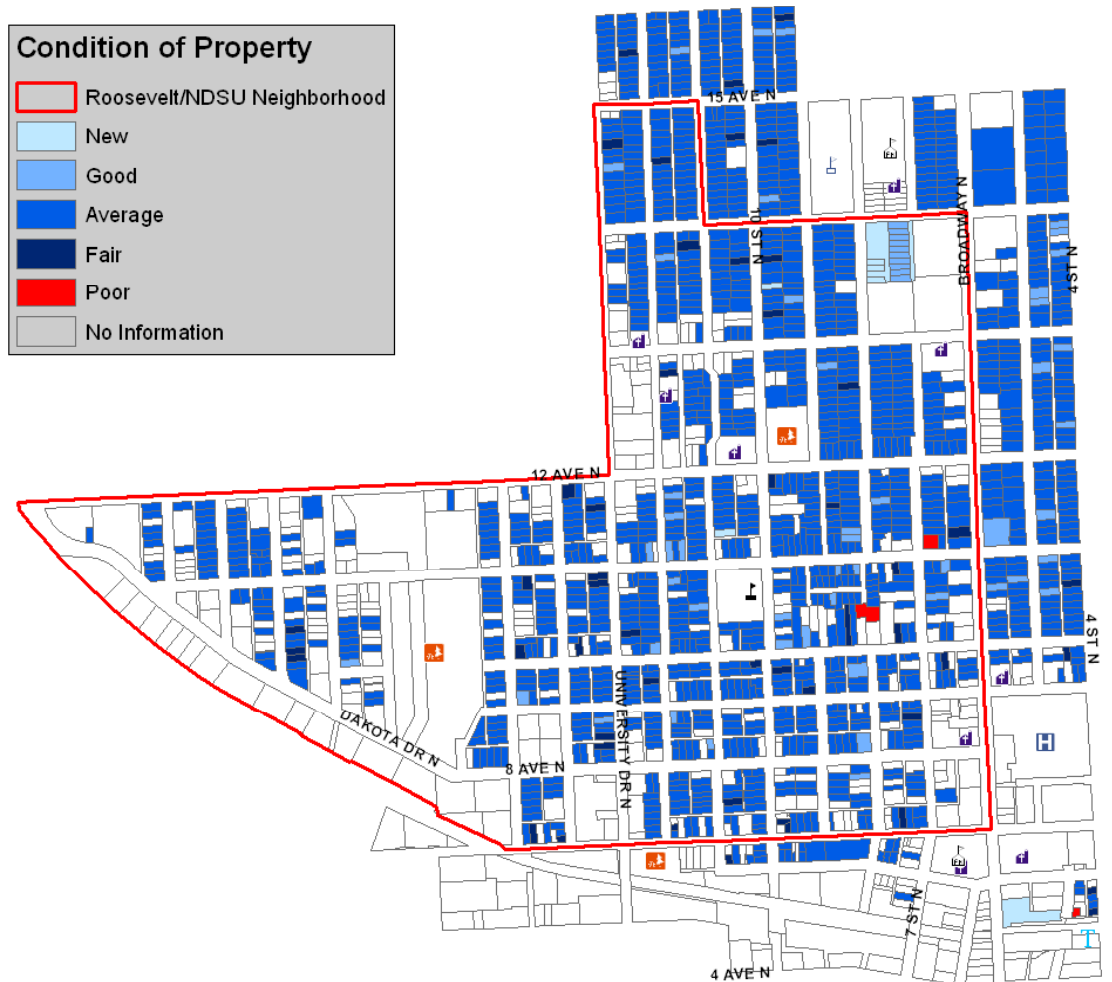 Condition of Property
Roosevelt/NDSU Neighborhood
New
Good
Average
Fair
Poor
No Information
15 AVE N
10 ST N
BROADWAY N
4 ST N
12 AVE N
4 ST N
UNIVERSITY DR N
DAKOTA DR N
8 AVE N
H
7 ST N
T
4 AVE N